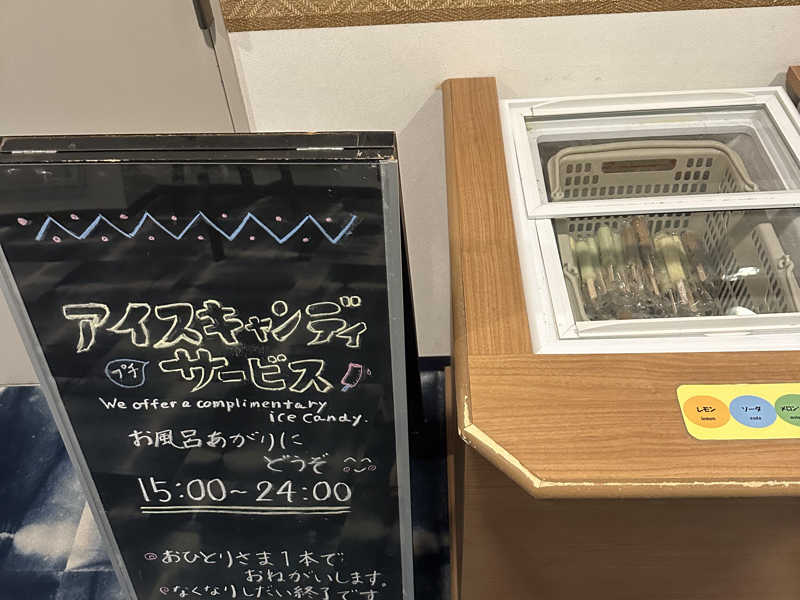 アイスキャンディ
プチ
サービス
We offer a complimentary
ice candy.
お風呂あがりに
どうぞ
15:00~24:00
おひとりさま1本で
おねがいします。
なくなりしだい終了です
レモン
lemon
ソーダ
soda
メロン